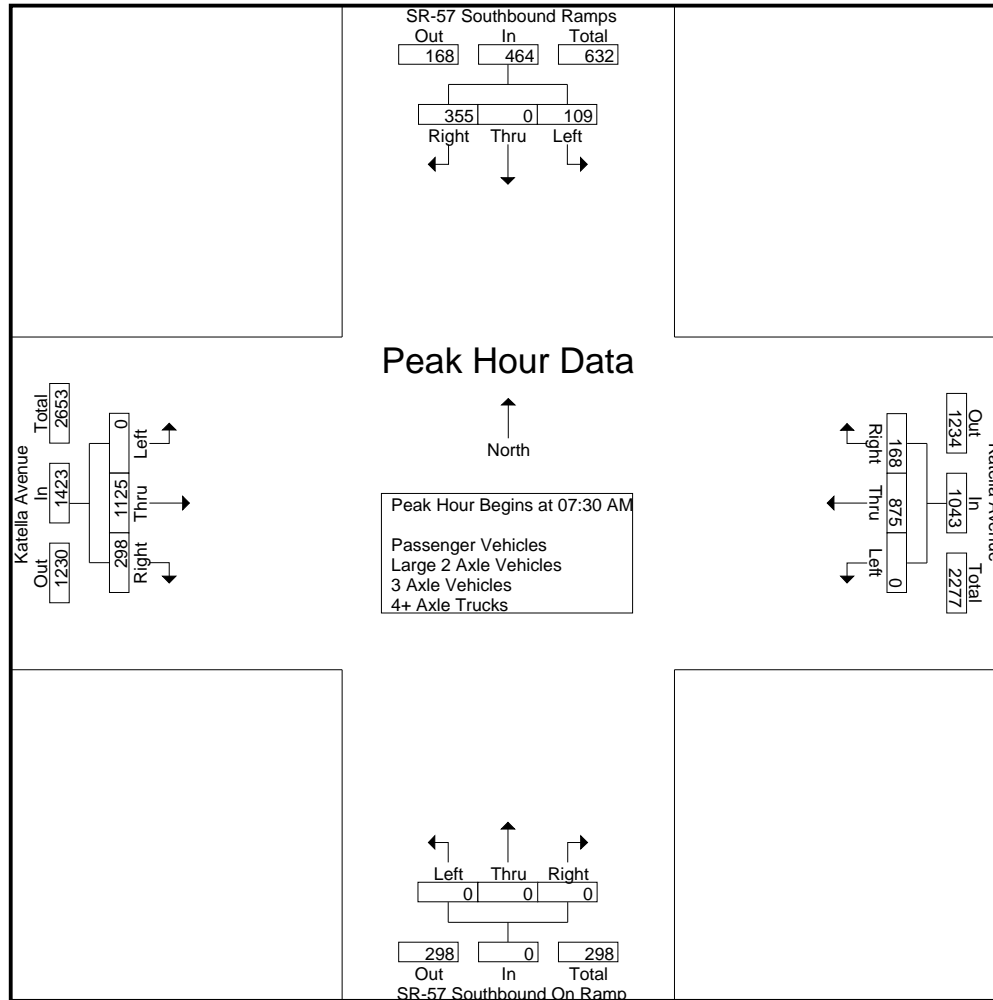 SR-57 Southbound Ramps
Out In Total
168 464 632
355 0 109
Right Thru Left
Peak Hour Data
North
Peak Hour Begins at 07:30 AM
Passenger Vehicles
Large 2 Axle Vehicles
3 Axle Vehicles
4+ Axle Trucks
Katella Avenue
Out In Total
1230 1423 2653
298 1125 0
Right Thru Left
Katella Avenue
Out In Total
1234 1043 2277
168 875 0
Right Thru Left
Left Thru Right
0 0 0
298 0 298
Out In Total
SR-57 Southbound On Ramp